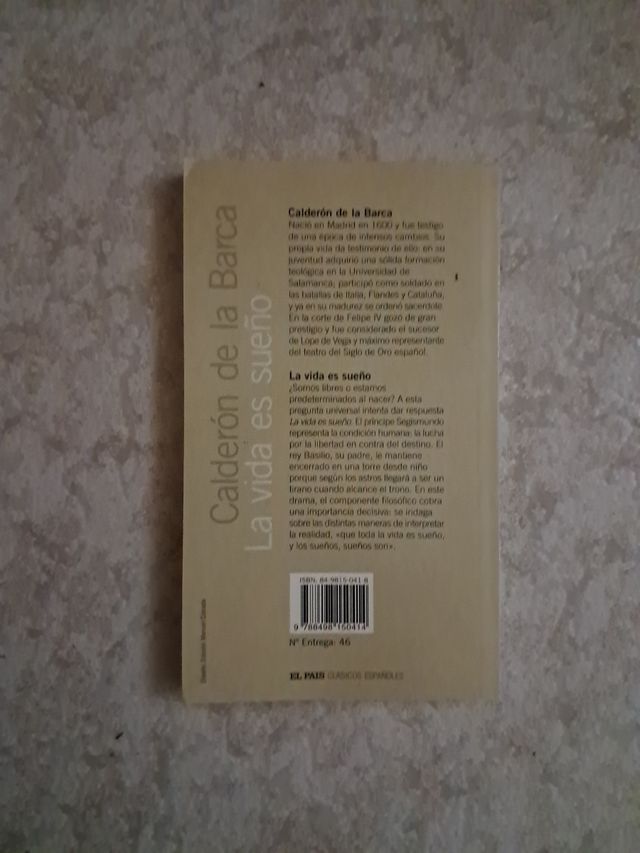 Calderón de la Barca
La vida es sueño
Calderón de la Barca
Nació en Madrid en 1600 y fue testigo
de una época de intensos cambios. Su
propia vida da testimonio de ello: en su
juventud adquirió una sólida formación
teológica en la Universidad de
Salamanca; participó como soldado en
las batallas de Italia, Flandes y Cataluña,
y ya en su madurez se ordenó sacerdote.
En la corte de Felipe IV gozó de gran
prestigio y fue considerado el sucesor
de Lope de Vega y máximo representante
del teatro del Siglo de Oro español.
La vida es sueño
¿Somos libres o estamos
predeterminados al nacer? A esta
pregunta universal intenta dar respuesta
La vida es sueño. El príncipe Segismundo
representa la condición humana: la lucha
por la libertad en contra del destino. El
rey Basilio, su padre, le mantiene
encerrado en una torre desde niño
porque según los astros llegará a ser un
tirano cuando alcance el trono. En este
drama, el componente filosófico cobra
una importancia decisiva: se indaga
sobre las distintas maneras de interpretar
la realidad, «que toda la vida es sueño,
y los sueños, sueños son».
ISBN: 84-9815-041-8
9 788498 150414
Nº Entrega: 46
EL PAIS CLÁSICOS ESPAÑOLES